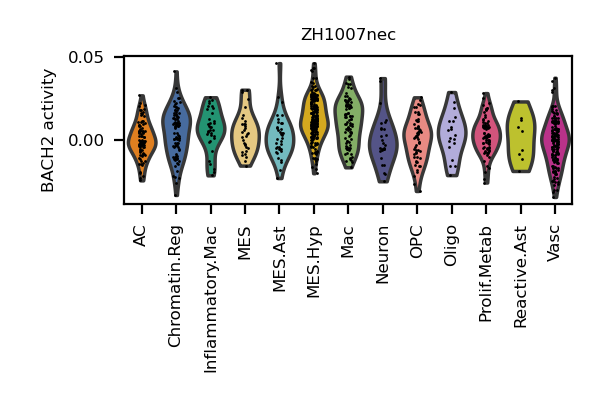 ZH1007nec
0.05
0.00
BACH2 activity
AC
Chromatin.Reg
Inflammatory.Mac
MES
MES.Ast
MES.Hyp
Mac
Neuron
OPC
Oligo
Prolif.Metab
Reactive.Ast
Vasc